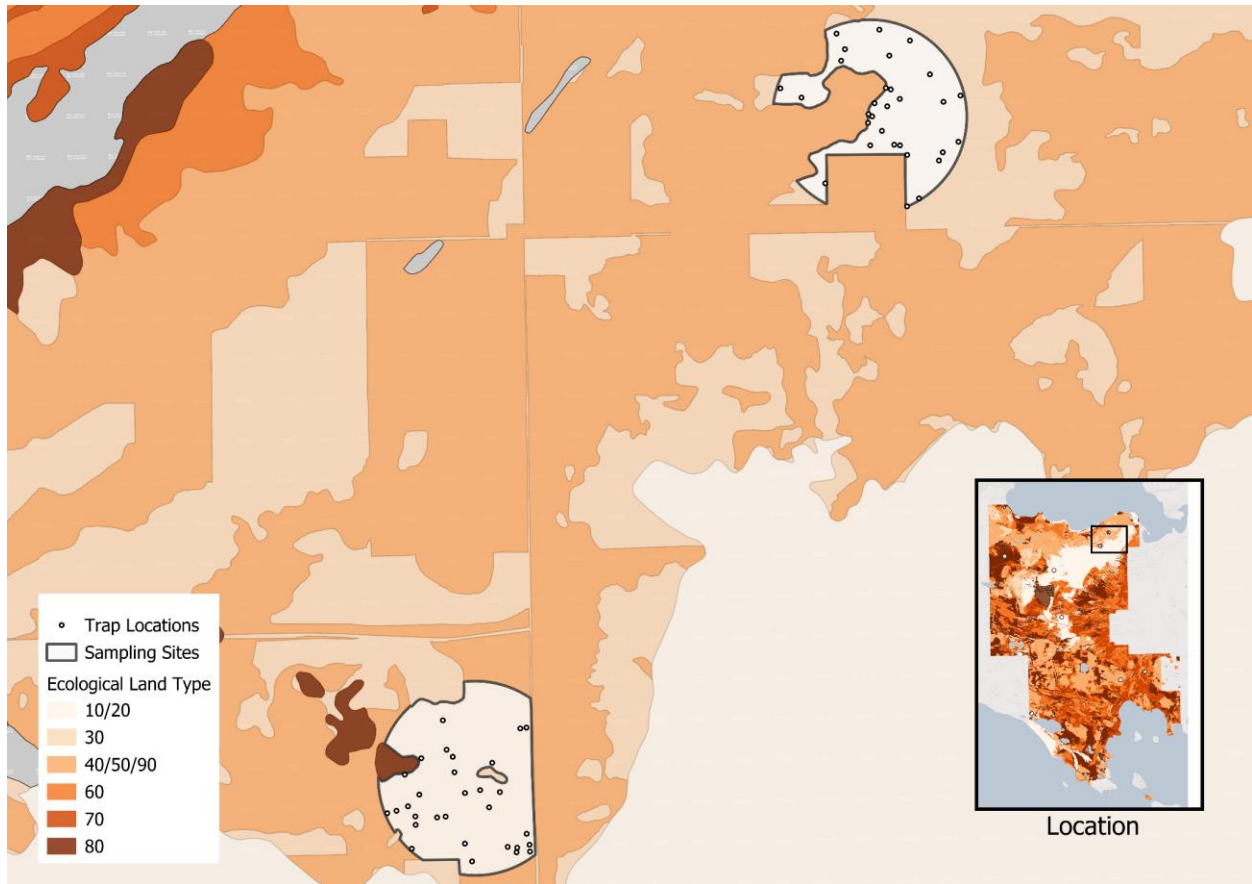 Trap Locations
Sampling Sites
Ecological Land Type
10/20
30
40/50/90
60
70
80
Location